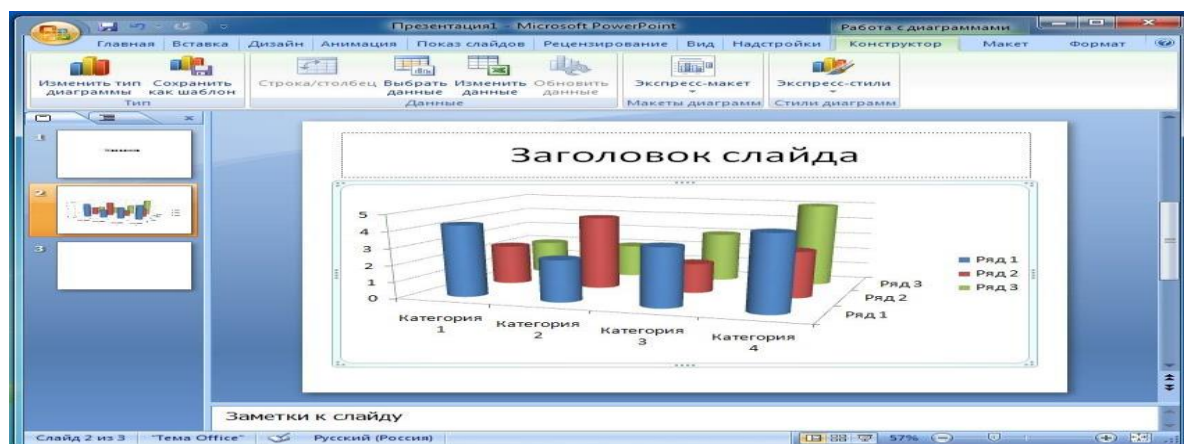 Презентация1 - Microsoft PowerPoint
Работа с диаграммами
Главная Вставка Дизайн Анимация Показ слайдов Рецензирование Вид Надстройки Конструктор Макет Формат
Изменить тип диаграммы
Сохранить как шаблон
Строка/столбец
Выбрать данные
Изменить данные
Обновить данные
Экспресс-макет
Экспресс-стили
Тип
Данные
Макеты диаграмм
Стили диаграмм
1
2
3
Заголовок слайда
5
4
3
2
1
0
Категория 1
Категория 2
Категория 3
Категория 4
Ряд 3
Ряд 2
Ряд 1
Ряд 1
Ряд 2
Ряд 3
Заметки к слайду
Слайд 2 из 3 "Тема Office" Русский (Россия) 57%